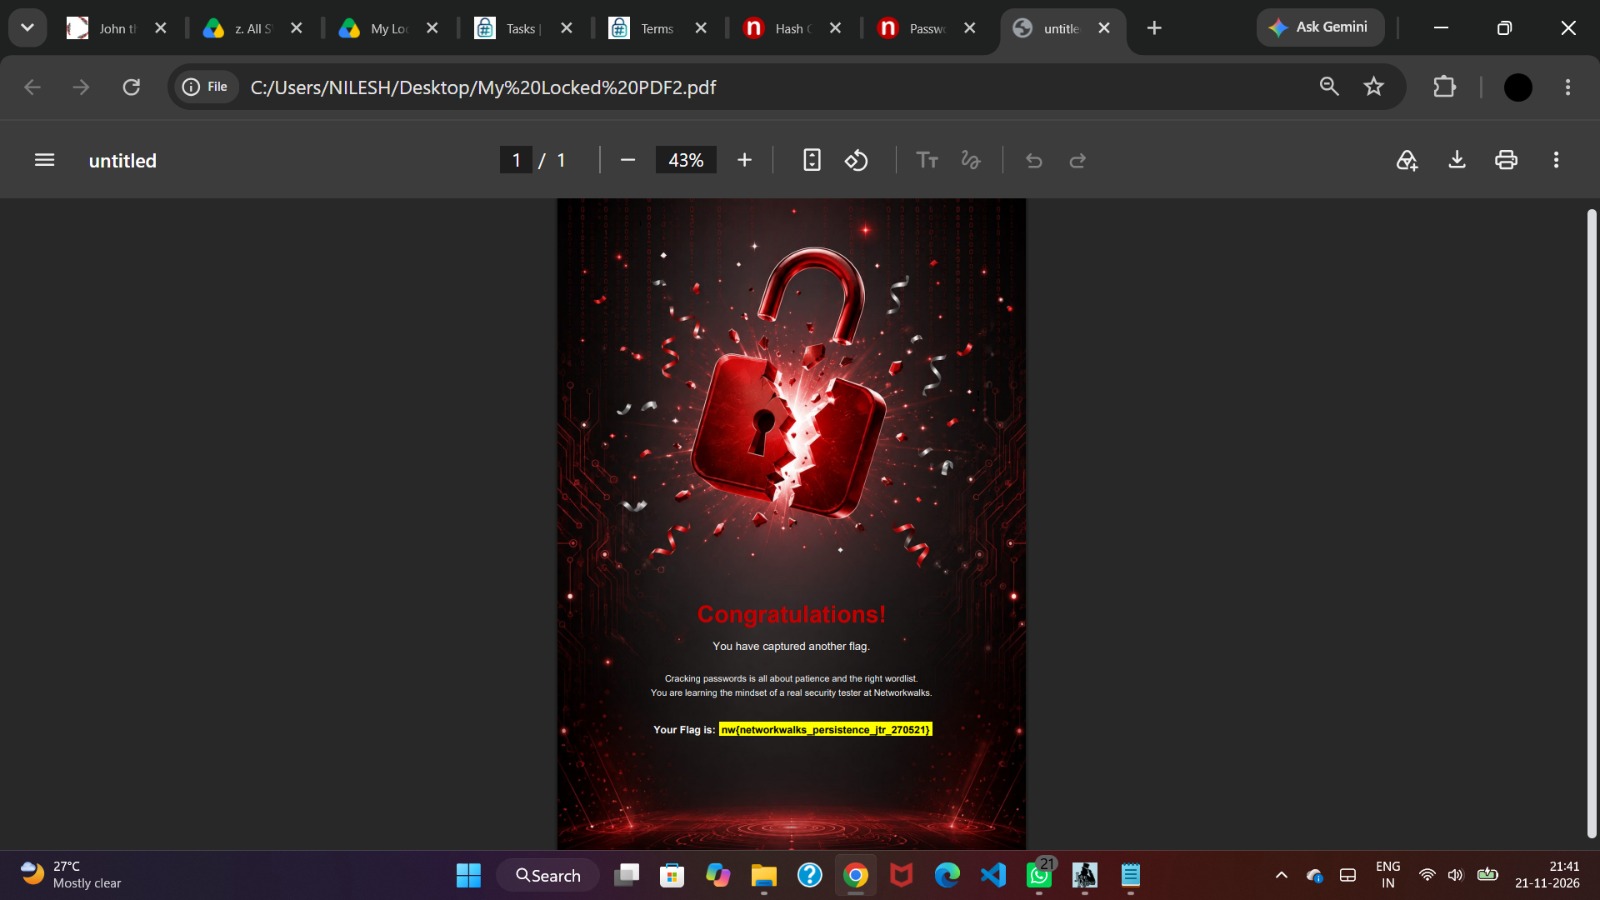 John t
z. All S
My Loc
Tasks |
Terms
Hash C
Passw
untitle
Ask Gemini
File
C:/Users/NILESH/Desktop/My%20Locked%20PDF2.pdf
untitled
1 / 1
43%
Congratulations!
You have captured another flag.
Cracking passwords is all about patience and the right wordlist.
You are learning the mindset of a real security tester at Networkwalks.
Your Flag is: nw{networkwalks_persistence_jtr_270521}
27°C
Mostly clear
Search
21
ENG
IN
21:41
21-11-2026